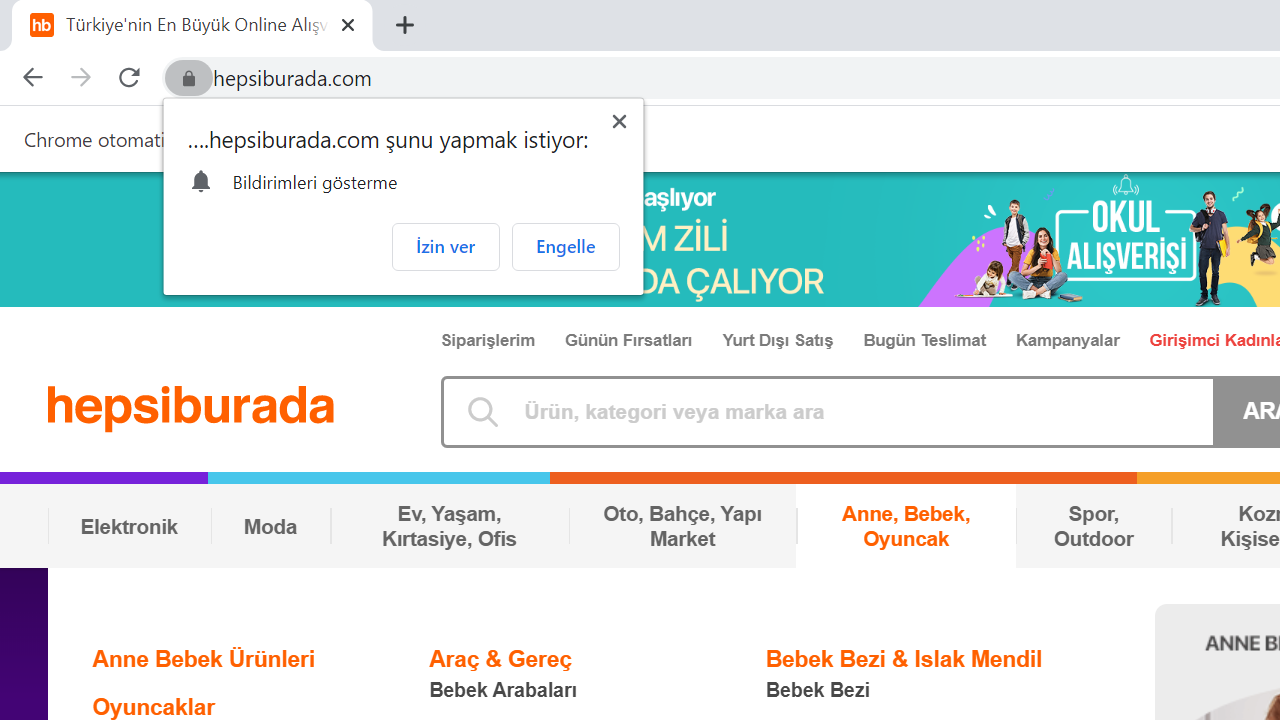 hb Türkiye'nin En Büyük Online Alışv
hepsiburada.com
Chrome otomati
....hepsiburada.com şunu yapmak istiyor:
Bildirimleri gösterme
İzin ver
Engelle
aşlıyor
M ZİLİ
DA ÇALIYOR
OKUL
ALIŞVERİŞİ
Siparişlerim
Günün Fırsatları
Yurt Dışı Satış
Bugün Teslimat
Kampanyalar
Girişimci Kadınla
hepsiburada
Ürün, kategori veya marka ara
ARA
Elektronik
Moda
Ev, Yaşam,
Kırtasiye, Ofis
Oto, Bahçe, Yapı
Market
Anne, Bebek,
Oyuncak
Spor,
Outdoor
Kozm
Kişise
Anne Bebek Ürünleri
Oyuncaklar
Araç & Gereç
Bebek Arabaları
Bebek Bezi & Islak Mendil
Bebek Bezi
ANNE BE